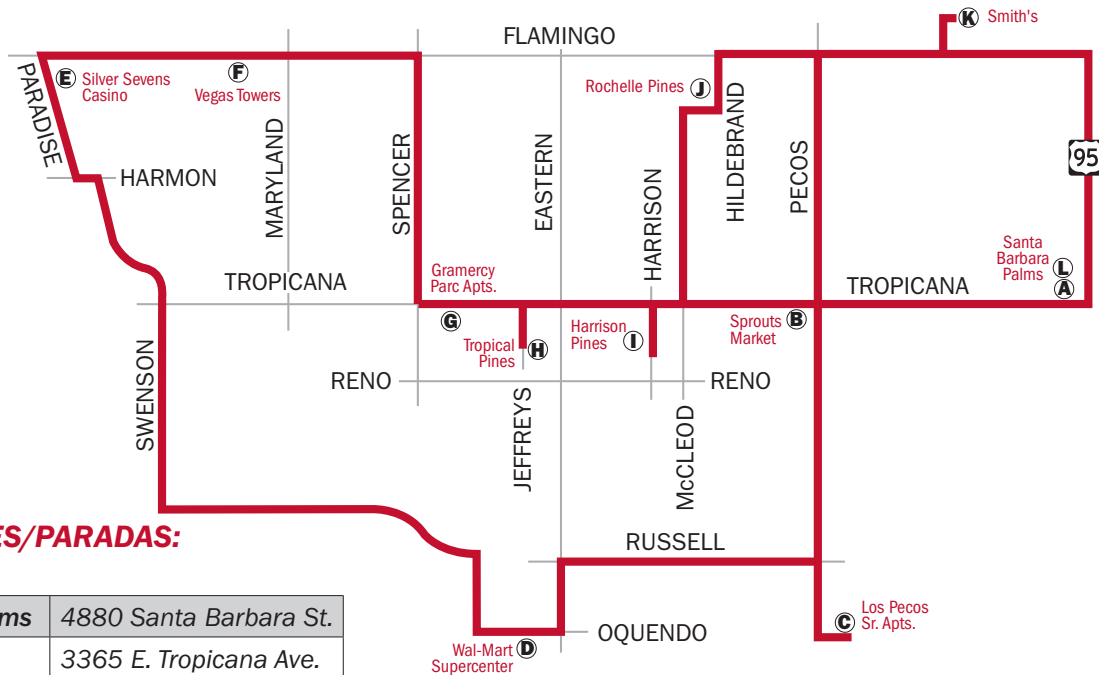 K Smith's
FLAMINGO
E Silver Sevens
Casino
F
Vegas Towers
Rochelle Pines J
PARADISE
HARMON
MARYLAND
SPENCER
EASTERN
HARRISON
HILDEBRAND
PECOS
95
Santa
Barbara
Palms
L
A
TROPICANA
Gramercy
Parc Apts.
G
TROPICANA
Tropical
Pines
H
Harrison
Pines
I
Sprouts
Market
B
RENO
RENO
SWENSON
JEFFREYS
McCLEOD
RUSSELL
C Los Pecos
Sr. Apts.
OQUENDO
Wal-Mart
Supercenter
D
ES/PARADAS:
ms 4880 Santa Barbara St.
3365 E. Tropicana Ave.